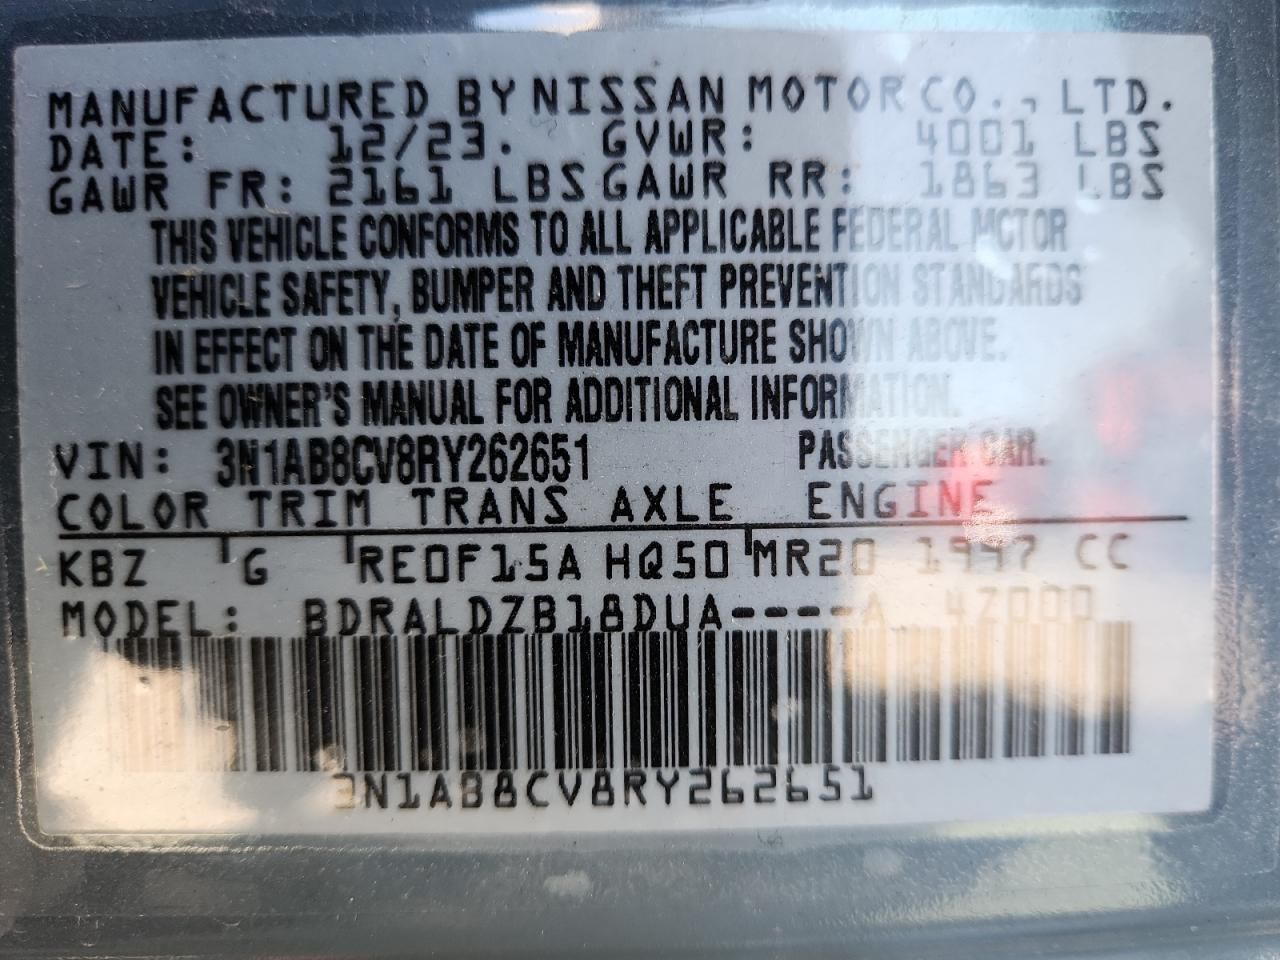 MANUFACTURED BY NISSAN MOTOR CO., LTD.
DATE: 12/23. GVWR: 4001 LBS
GAWR FR: 2161 LBS GAWR RR: 1863 LBS
THIS VEHICLE CONFORMS TO ALL APPLICABLE FEDERAL MOTOR
VEHICLE SAFETY, BUMPER AND THEFT PREVENTION STANDARDS
IN EFFECT ON THE DATE OF MANUFACTURE SHOWN ABOVE.
SEE OWNER'S MANUAL FOR ADDITIONAL INFORMATION.
VIN: 3N1AB8CV8RY262651 PASSENGER CAR.
COLOR TRIM TRANS AXLE ENGINE
KBZ G RE0F15A HQ50 MR20 1997 CC
MODEL: BDRALDZB18DUA----A 4Z000
3N1AB8CV8RY262651